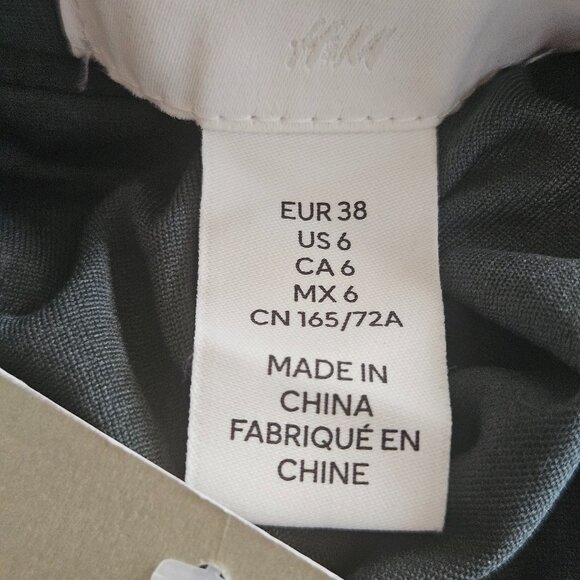 H&M
EUR 38
US 6
CA 6
MX 6
CN 165/72A
MADE IN
CHINA
FABRIQUÉ EN
CHINE